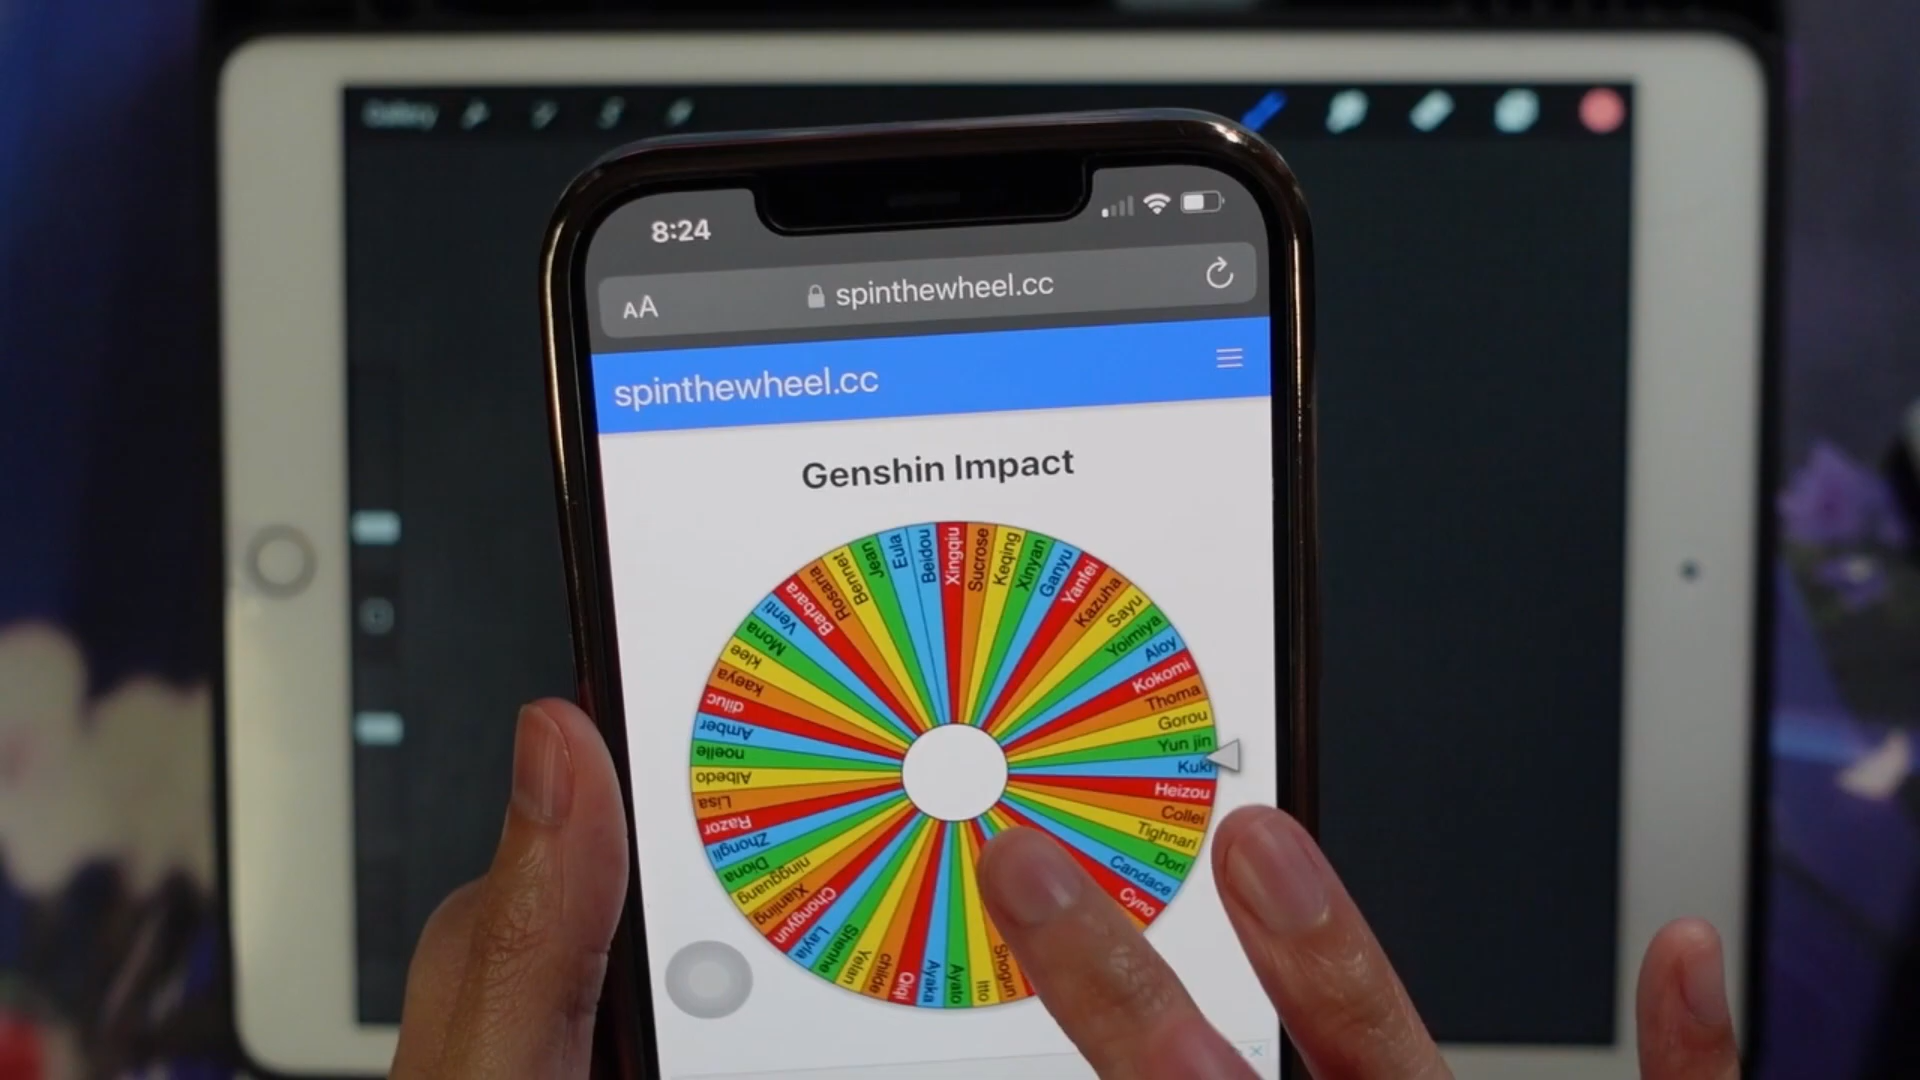 Gallery
8:24
AA
spinthewheel.cc
spinthewheel.cc
Genshin Impact
Xingqiu
Sucrose
Keqing
Xinyan
Ganyu
Yanfei
Kazuha
Sayu
Yoimiya
Aloy
Kokomi
Thoma
Gorou
Yun jin
Kuki
Heizou
Collei
Tighnari
Dori
Candace
Cyno
Shogun
Itto
Ayato
Ayaka
Qiqi
childe
Yelan
Shenhe
Layla
Chongyun
Xianling
ningguang
Diona
Zhongli
Razor
Lisa
Albedo
noelle
Amber
diluc
kaeya
klee
Mona
Venti
Barbara
Rosaria
Bennet
Jean
Eula
Beidou